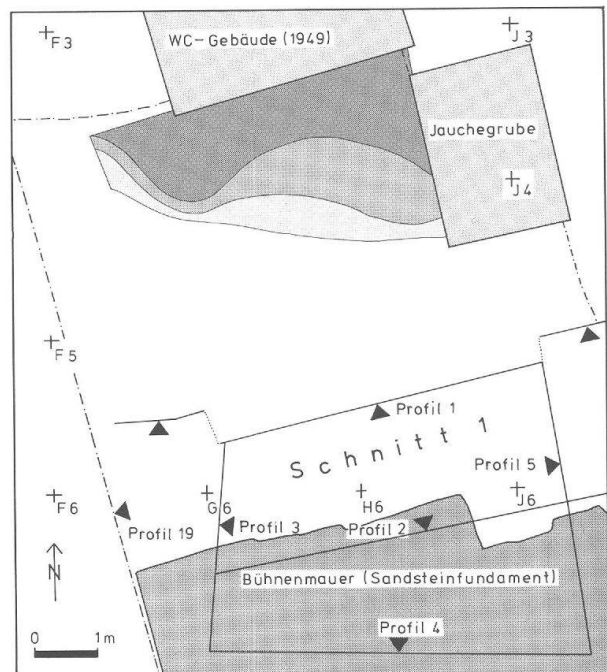 F3
WC-Gebäude (1949)
J3
Jauchegrube
J4
F5
Profil 1
Schnitt 1
Profil 5
F6
G6
H6
J6
Profil 19
Profil 3
Profil 2
N
Bühnenmauer (Sandsteinfundament)
Profil 4
0 1m